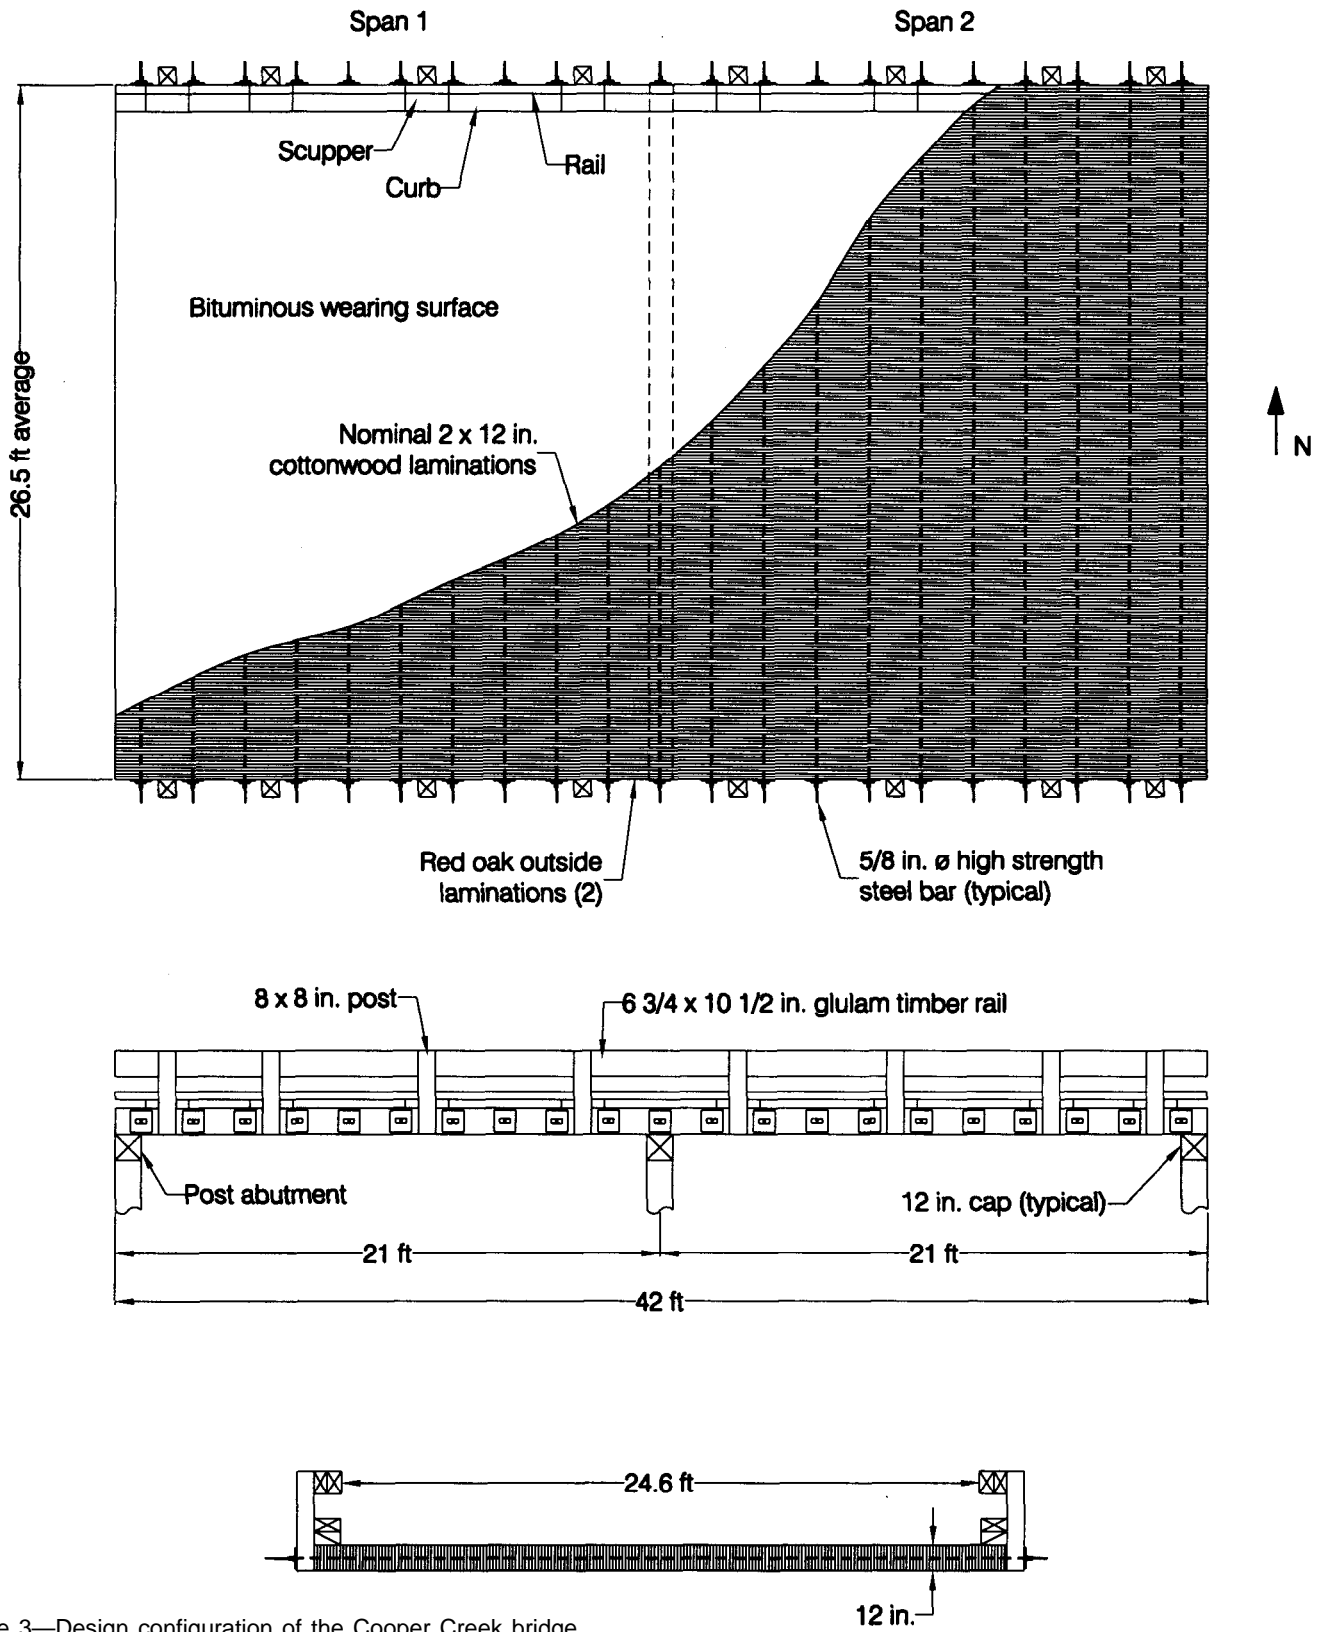 Span 1
Span 2
Scupper
Rail
Curb
Bituminous wearing surface
26.5 ft average
Nominal 2 x 12 in.
cottonwood laminations
N
Red oak outside
laminations (2)
5/8 in. ø high strength
steel bar (typical)
8 x 8 in. post
6 3/4 x 10 1/2 in. glulam timber rail
Post abutment
12 in. cap (typical)
21 ft
21 ft
42 ft
24.6 ft
12 in.
e 3—Design configuration of the Cooper Creek bridge